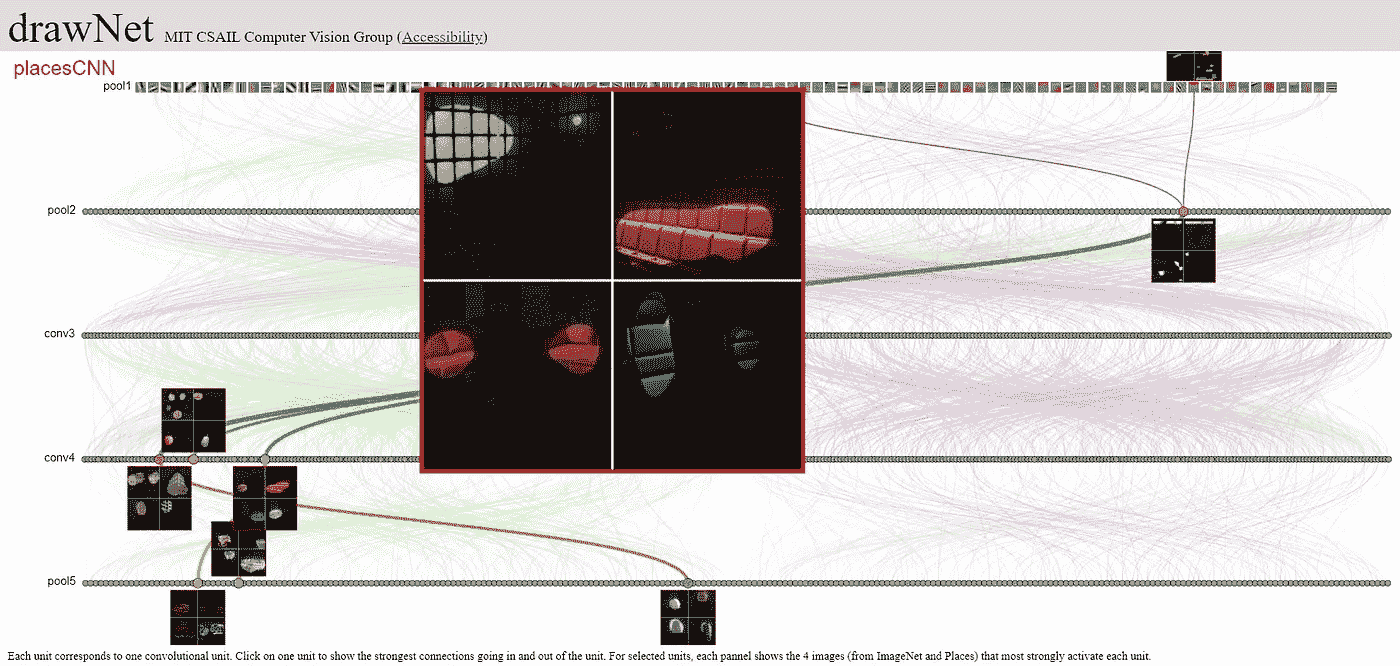 drawNet MIT CSAIL Computer Vision Group (Accessibility)
placesCNN
pool1
pool2
conv3
conv4
pool5
Each unit corresponds to one convolutional unit. Click on one unit to show the strongest connections going in and out of the unit. For selected units, each pannel shows the 4 images (from ImageNet and Places) that most strongly activate each unit.